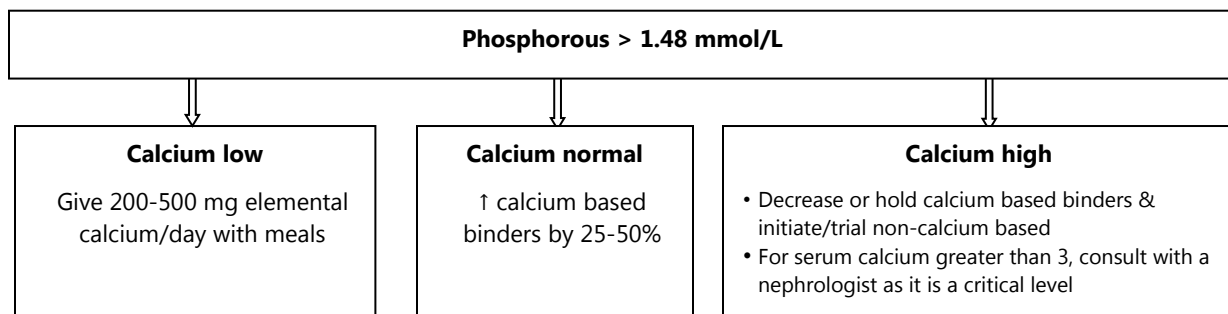 Phosphorous > 1.48 mmol/L
Calcium low
Give 200-500 mg elemental
calcium/day with meals
Calcium normal
↑ calcium based
binders by 25-50%
Calcium high
• Decrease or hold calcium based binders &
initiate/trial non-calcium based
• For serum calcium greater than 3, consult with a
nephrologist as it is a critical level